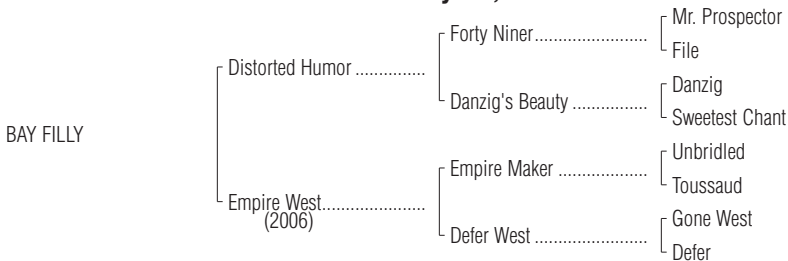 Mr. Prospector
Forty Niner......................
File
Distorted Humor ...............
Danzig
Danzig's Beauty ................
Sweetest Chant
BAY FILLY
Unbridled
Empire Maker ...................
Toussaud
Empire West......................
(2006)
Gone West
Defer West ........................
Defer